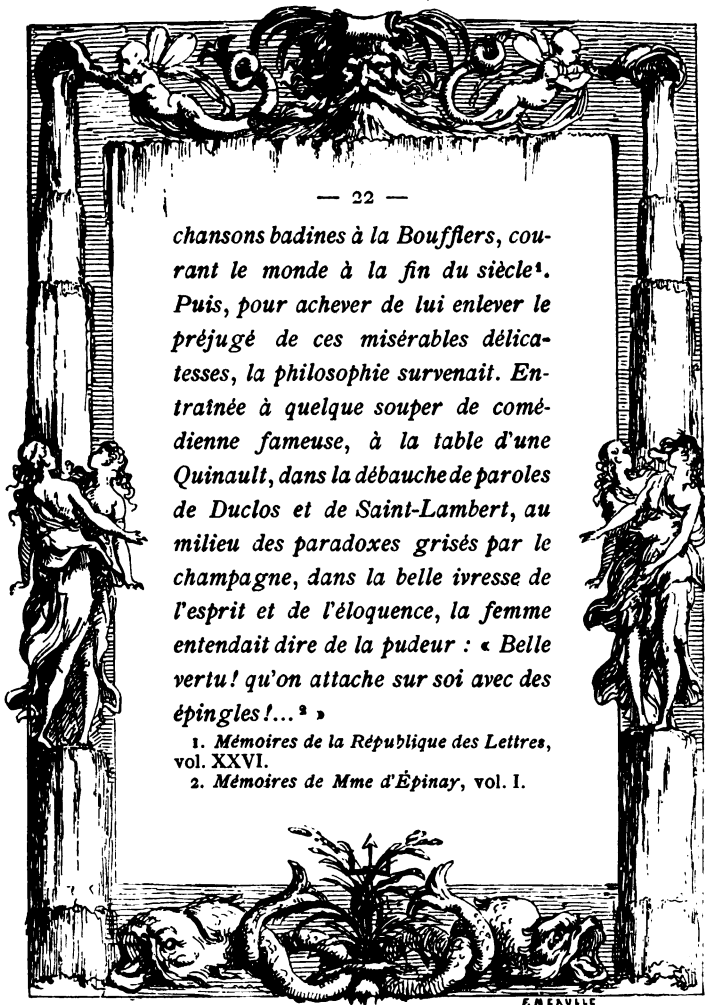 — 22 —
chansons badines à la Boufflers, cou-
rant le monde à la fin du siècle¹.
Puis, pour achever de lui enlever le
préjugé de ces misérables délica-
tesses, la philosophie survenait. En-
traînée à quelque souper de comé-
dienne fameuse, à la table d'une
Quinault, dans la débauche de paroles
de Duclos et de Saint-Lambert, au
milieu des paradoxes grisés par le
champagne, dans la belle ivresse de
l'esprit et de l'éloquence, la femme
entendait dire de la pudeur : « Belle
vertu! qu'on attache sur soi avec des
épingles!... ² »
1. Mémoires de la République des Lettres,
vol. XXVI.
2. Mémoires de Mme d'Épinay, vol. I.